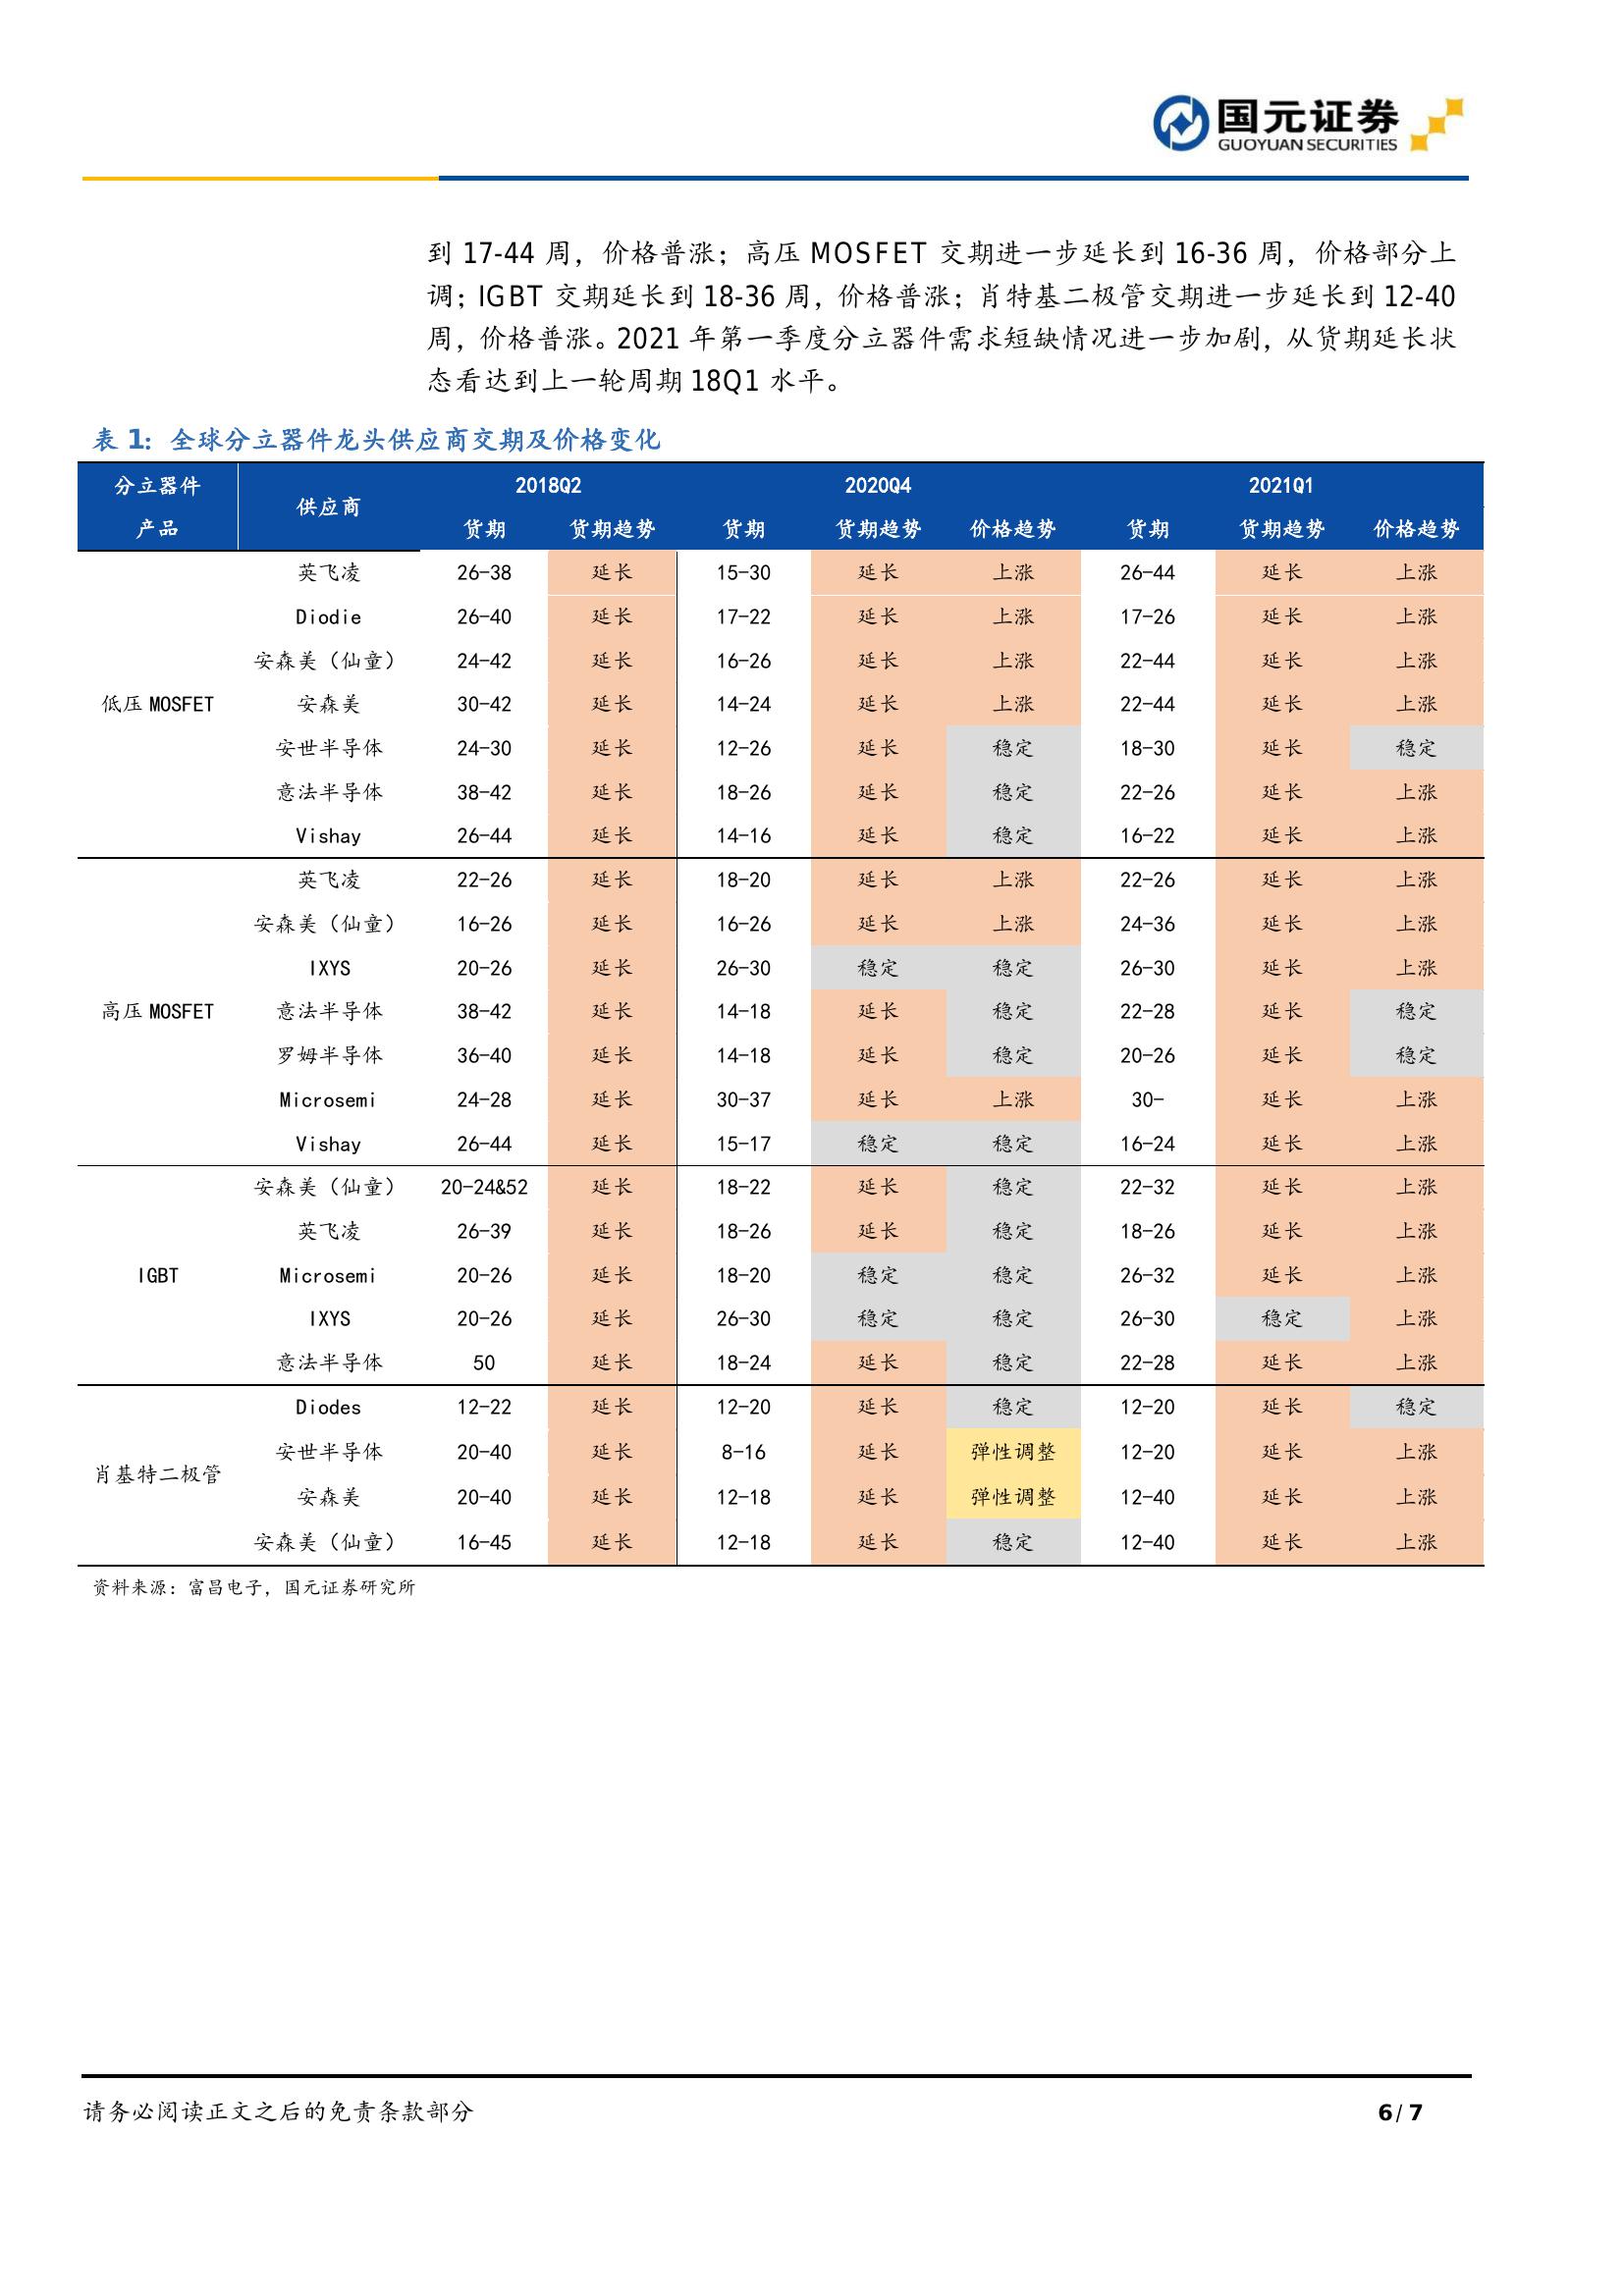 国元证券
GUOYUAN SECURITIES
到 17-44 周，价格普涨；高压 MOSFET 交期进一步延长到 16-36 周，价格部分上
调；IGBT 交期延长到 18-36 周，价格普涨；肖特基二极管交期进一步延长到 12-40
周，价格普涨。2021 年第一季度分立器件需求短缺情况进一步加剧，从货期延长状
态看达到上一轮周期 18Q1 水平。
表 1：全球分立器件龙头供应商交期及价格变化
分立器件 产品 供应商 2018Q2 2020Q4 2021Q1
货期 货期趋势 货期 货期趋势 价格趋势 货期 货期趋势 价格趋势
英飞凌 26-38 延长 15-30 延长 上涨 26-44 延长 上涨
Diodie 26-40 延长 17-22 延长 上涨 17-26 延长 上涨
安森美（仙童） 24-42 延长 16-26 延长 上涨 22-44 延长 上涨
低压 MOSFET 安森美 30-42 延长 14-24 延长 上涨 22-44 延长 上涨
安世半导体 24-30 延长 12-26 延长 稳定 18-30 延长 稳定
意法半导体 38-42 延长 18-26 延长 稳定 22-26 延长 上涨
Vishay 26-44 延长 14-16 延长 稳定 16-22 延长 上涨
英飞凌 22-26 延长 18-20 延长 上涨 22-26 延长 上涨
安森美（仙童） 16-26 延长 16-26 延长 上涨 24-36 延长 上涨
IXYS 20-26 延长 26-30 稳定 稳定 26-30 延长 上涨
高压 MOSFET 意法半导体 38-42 延长 14-18 延长 稳定 22-28 延长 稳定
罗姆半导体 36-40 延长 14-18 延长 稳定 20-26 延长 稳定
Microsemi 24-28 延长 30-37 延长 上涨 30- 延长 上涨
Vishay 26-44 延长 15-17 稳定 稳定 16-24 延长 上涨
安森美（仙童） 20-24&52 延长 18-22 延长 稳定 22-32 延长 上涨
英飞凌 26-39 延长 18-26 延长 稳定 18-26 延长 上涨
IGBT Microsemi 20-26 延长 18-20 稳定 稳定 26-32 延长 上涨
IXYS 20-26 延长 26-30 稳定 稳定 26-30 稳定 上涨
意法半导体 50 延长 18-24 延长 稳定 22-28 延长 上涨
Diodes 12-22 延长 12-20 延长 稳定 12-20 延长 稳定
肖基特二极管 安世半导体 20-40 延长 8-16 延长 弹性调整 12-20 延长 上涨
安森美 20-40 延长 12-18 延长 弹性调整 12-40 延长 上涨
安森美（仙童） 16-45 延长 12-18 延长 稳定 12-40 延长 上涨
资料来源：富昌电子，国元证券研究所
请务必阅读正文之后的免责条款部分 6 / 7